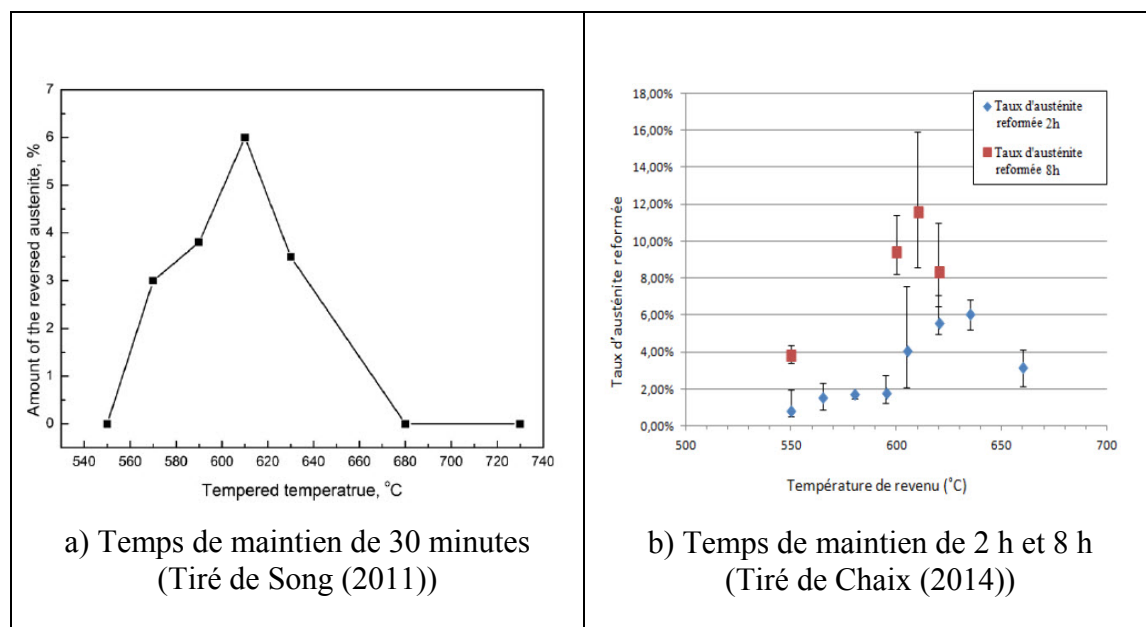 7
6
5
4
3
2
1
0
Amount of the reversed austenite, %
540 560 580 600 620 640 660 680 700 720 740
Tempered temperatrue, °C
a) Temps de maintien de 30 minutes
(Tiré de Song (2011))
18,00%
16,00%
14,00%
12,00%
10,00%
8,00%
6,00%
4,00%
2,00%
0,00%
Taux d'austénite reformée
Taux d'austénite
reformée 2h
Taux d'austénite
reformée 8h
500 550 600 650 700
Température de revenu (°C)
b) Temps de maintien de 2 h et 8 h
(Tiré de Chaix (2014))